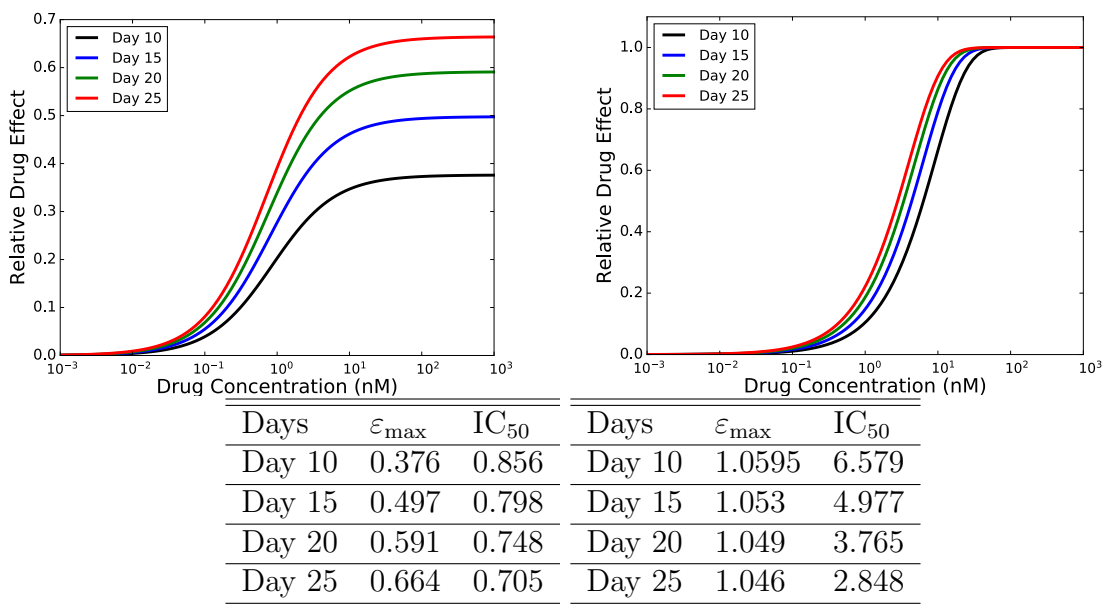 0.7
0.6
0.5
0.4
0.3
0.2
0.1
0.0
Relative Drug Effect
Day 10
Day 15
Day 20
Day 25
10⁻³ 10⁻² 10⁻¹ 10⁰ 10¹ 10² 10³
Drug Concentration (nM)
1.0
0.8
0.6
0.4
0.2
0.0
Relative Drug Effect
Day 10
Day 15
Day 20
Day 25
10⁻³ 10⁻² 10⁻¹ 10⁰ 10¹ 10² 10³
Drug Concentration (nM)
Days εmax IC50
Day 10 0.376 0.856
Day 15 0.497 0.798
Day 20 0.591 0.748
Day 25 0.664 0.705
Days εmax IC50
Day 10 1.0595 6.579
Day 15 1.053 4.977
Day 20 1.049 3.765
Day 25 1.046 2.848